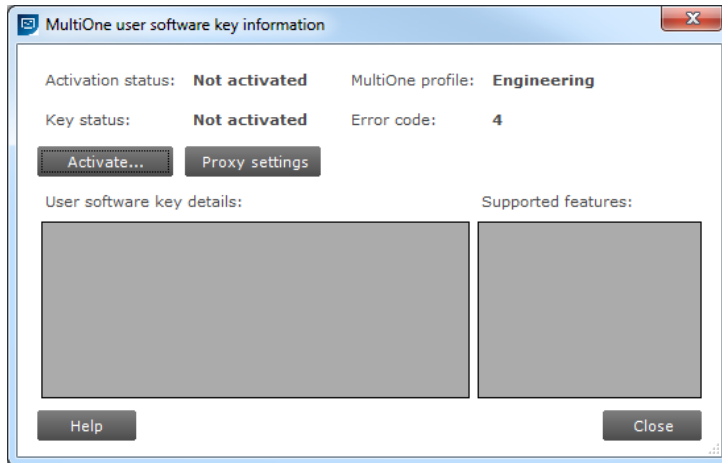 MultiOne user software key information
Activation status: Not activated MultiOne profile: Engineering
Key status: Not activated Error code: 4
Activate... Proxy settings
User software key details: Supported features:
Help Close